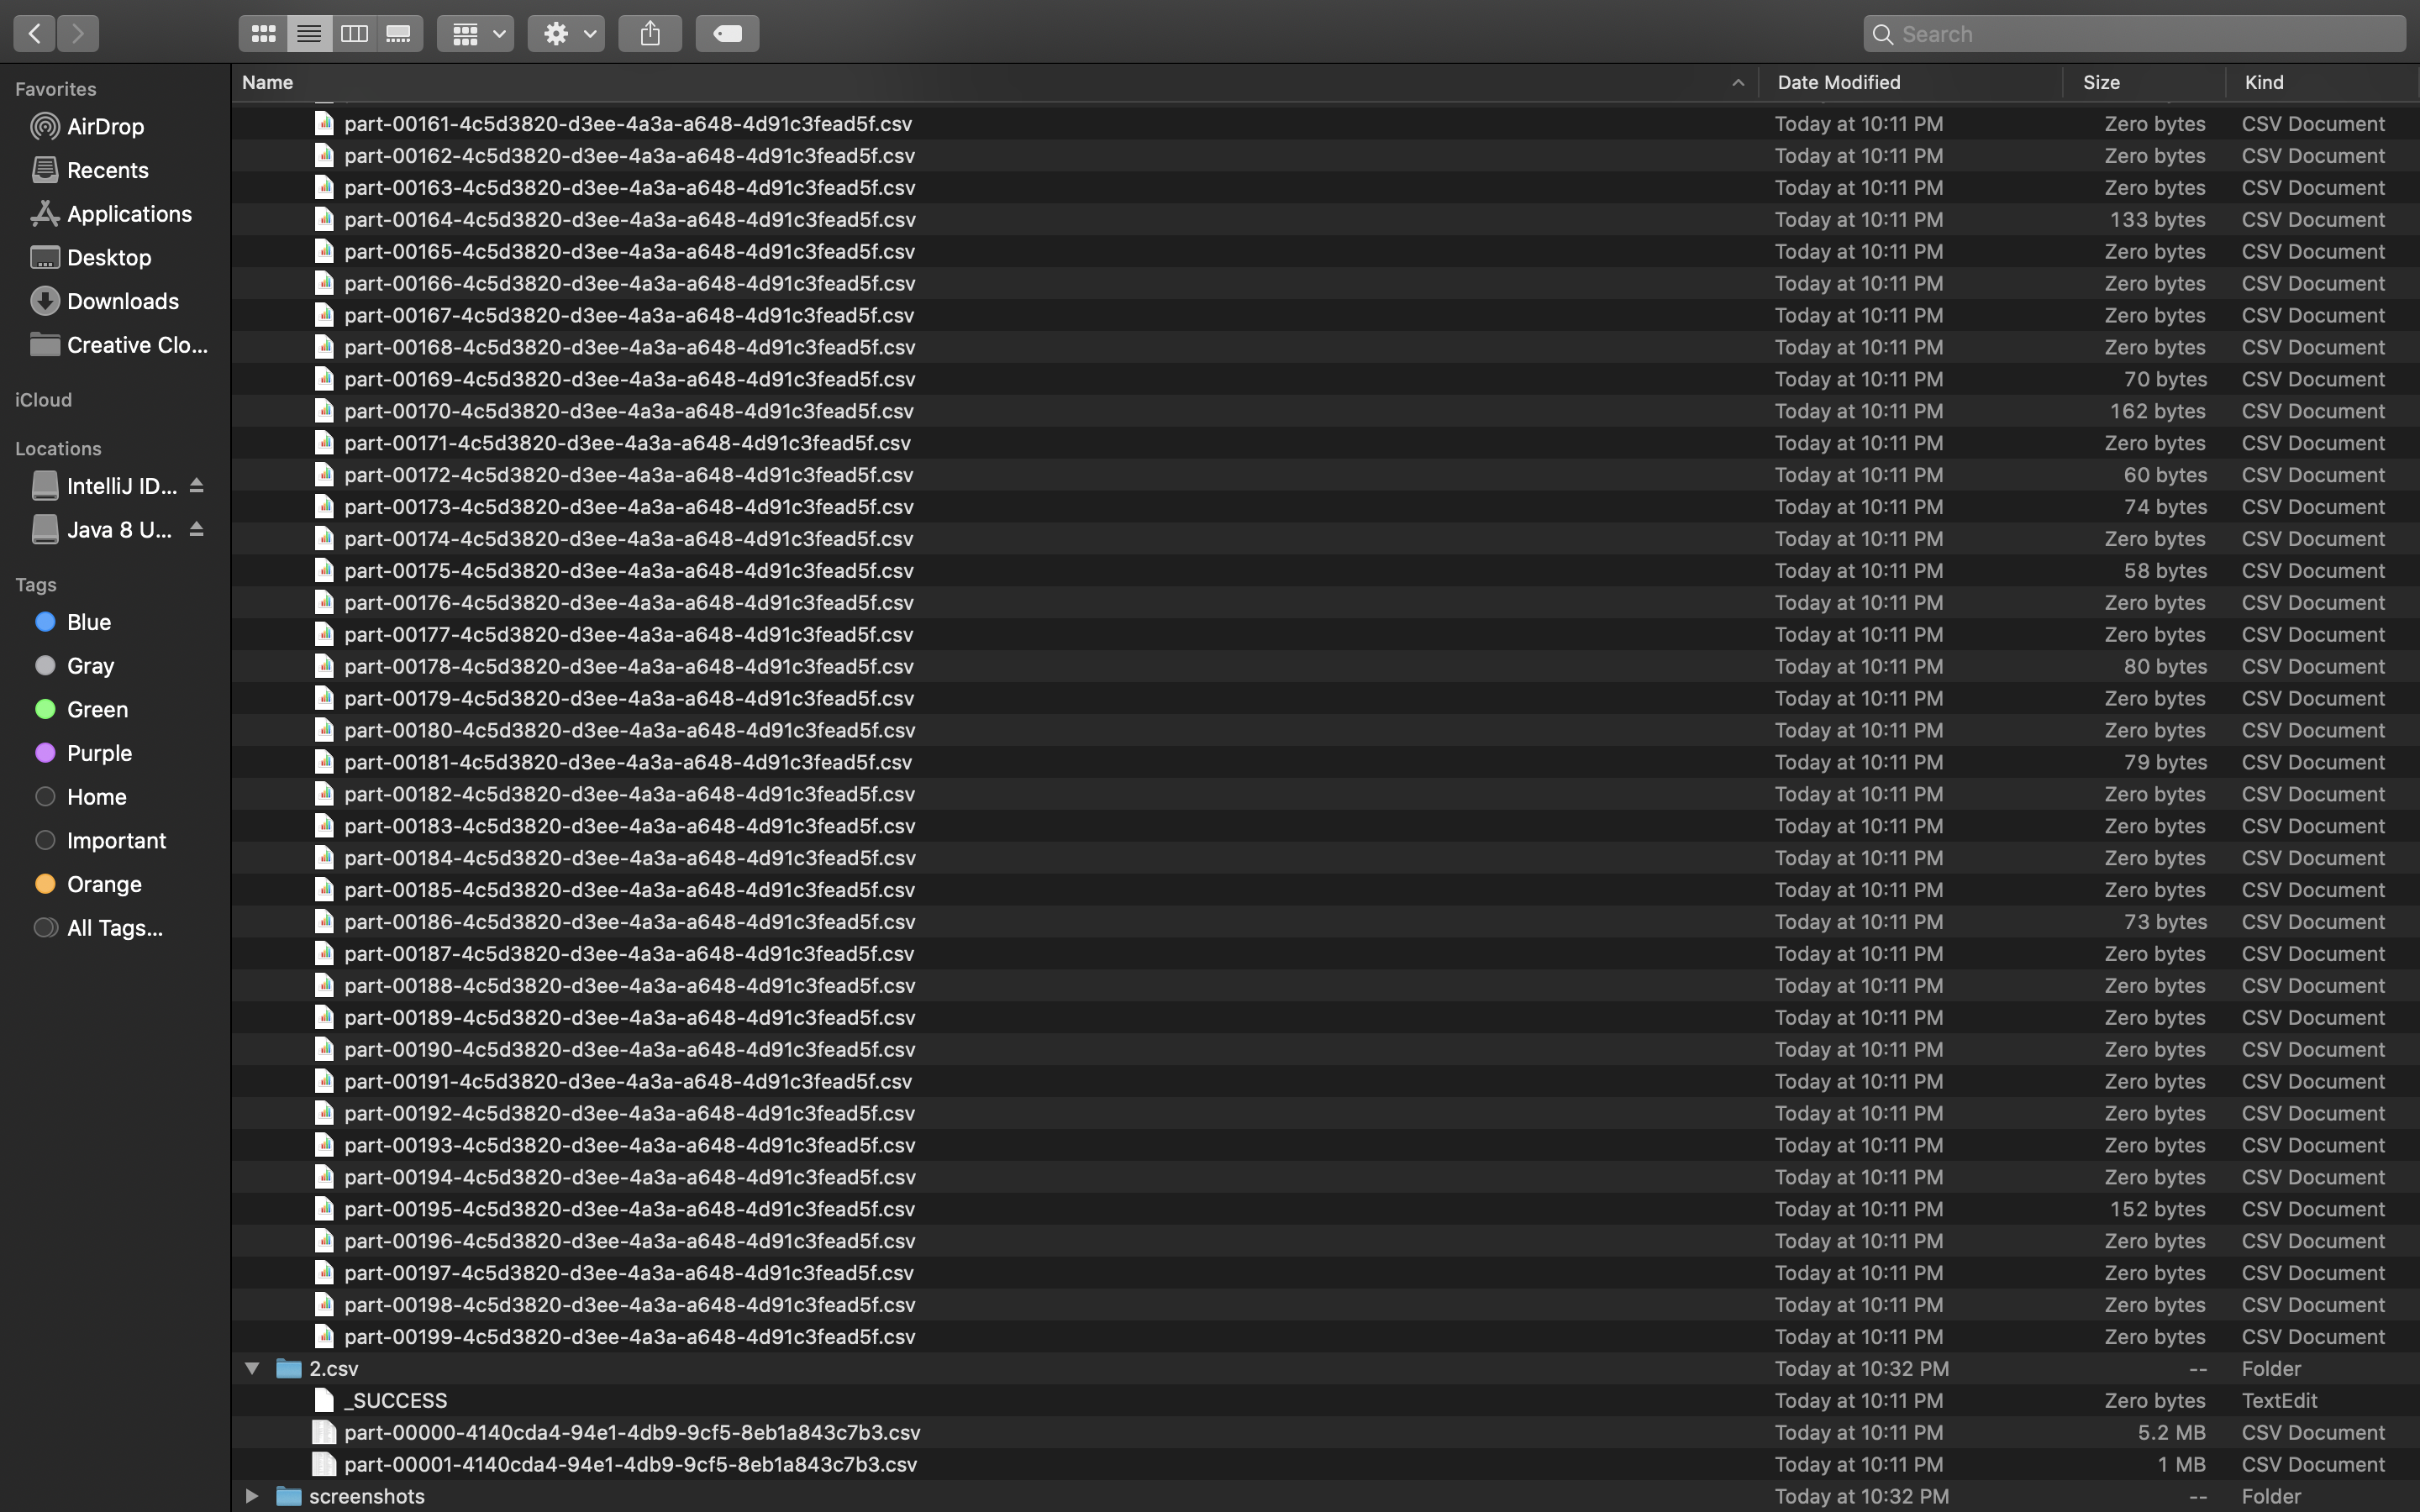 Search
Favorites
AirDrop
Recents
Applications
Desktop
Downloads
Creative Clo...
iCloud
Locations
IntelliJ ID...
Java 8 U...
Tags
Blue
Gray
Green
Purple
Home
Important
Orange
All Tags...
Name Date Modified Size Kind
part-00161-4c5d3820-d3ee-4a3a-a648-4d91c3fead5f.csv Today at 10:11 PM Zero bytes CSV Document
part-00162-4c5d3820-d3ee-4a3a-a648-4d91c3fead5f.csv Today at 10:11 PM Zero bytes CSV Document
part-00163-4c5d3820-d3ee-4a3a-a648-4d91c3fead5f.csv Today at 10:11 PM Zero bytes CSV Document
part-00164-4c5d3820-d3ee-4a3a-a648-4d91c3fead5f.csv Today at 10:11 PM 133 bytes CSV Document
part-00165-4c5d3820-d3ee-4a3a-a648-4d91c3fead5f.csv Today at 10:11 PM Zero bytes CSV Document
part-00166-4c5d3820-d3ee-4a3a-a648-4d91c3fead5f.csv Today at 10:11 PM Zero bytes CSV Document
part-00167-4c5d3820-d3ee-4a3a-a648-4d91c3fead5f.csv Today at 10:11 PM Zero bytes CSV Document
part-00168-4c5d3820-d3ee-4a3a-a648-4d91c3fead5f.csv Today at 10:11 PM Zero bytes CSV Document
part-00169-4c5d3820-d3ee-4a3a-a648-4d91c3fead5f.csv Today at 10:11 PM 70 bytes CSV Document
part-00170-4c5d3820-d3ee-4a3a-a648-4d91c3fead5f.csv Today at 10:11 PM 162 bytes CSV Document
part-00171-4c5d3820-d3ee-4a3a-a648-4d91c3fead5f.csv Today at 10:11 PM Zero bytes CSV Document
part-00172-4c5d3820-d3ee-4a3a-a648-4d91c3fead5f.csv Today at 10:11 PM 60 bytes CSV Document
part-00173-4c5d3820-d3ee-4a3a-a648-4d91c3fead5f.csv Today at 10:11 PM 74 bytes CSV Document
part-00174-4c5d3820-d3ee-4a3a-a648-4d91c3fead5f.csv Today at 10:11 PM Zero bytes CSV Document
part-00175-4c5d3820-d3ee-4a3a-a648-4d91c3fead5f.csv Today at 10:11 PM 58 bytes CSV Document
part-00176-4c5d3820-d3ee-4a3a-a648-4d91c3fead5f.csv Today at 10:11 PM Zero bytes CSV Document
part-00177-4c5d3820-d3ee-4a3a-a648-4d91c3fead5f.csv Today at 10:11 PM Zero bytes CSV Document
part-00178-4c5d3820-d3ee-4a3a-a648-4d91c3fead5f.csv Today at 10:11 PM 80 bytes CSV Document
part-00179-4c5d3820-d3ee-4a3a-a648-4d91c3fead5f.csv Today at 10:11 PM Zero bytes CSV Document
part-00180-4c5d3820-d3ee-4a3a-a648-4d91c3fead5f.csv Today at 10:11 PM Zero bytes CSV Document
part-00181-4c5d3820-d3ee-4a3a-a648-4d91c3fead5f.csv Today at 10:11 PM 79 bytes CSV Document
part-00182-4c5d3820-d3ee-4a3a-a648-4d91c3fead5f.csv Today at 10:11 PM Zero bytes CSV Document
part-00183-4c5d3820-d3ee-4a3a-a648-4d91c3fead5f.csv Today at 10:11 PM Zero bytes CSV Document
part-00184-4c5d3820-d3ee-4a3a-a648-4d91c3fead5f.csv Today at 10:11 PM Zero bytes CSV Document
part-00185-4c5d3820-d3ee-4a3a-a648-4d91c3fead5f.csv Today at 10:11 PM Zero bytes CSV Document
part-00186-4c5d3820-d3ee-4a3a-a648-4d91c3fead5f.csv Today at 10:11 PM 73 bytes CSV Document
part-00187-4c5d3820-d3ee-4a3a-a648-4d91c3fead5f.csv Today at 10:11 PM Zero bytes CSV Document
part-00188-4c5d3820-d3ee-4a3a-a648-4d91c3fead5f.csv Today at 10:11 PM Zero bytes CSV Document
part-00189-4c5d3820-d3ee-4a3a-a648-4d91c3fead5f.csv Today at 10:11 PM Zero bytes CSV Document
part-00190-4c5d3820-d3ee-4a3a-a648-4d91c3fead5f.csv Today at 10:11 PM Zero bytes CSV Document
part-00191-4c5d3820-d3ee-4a3a-a648-4d91c3fead5f.csv Today at 10:11 PM Zero bytes CSV Document
part-00192-4c5d3820-d3ee-4a3a-a648-4d91c3fead5f.csv Today at 10:11 PM Zero bytes CSV Document
part-00193-4c5d3820-d3ee-4a3a-a648-4d91c3fead5f.csv Today at 10:11 PM Zero bytes CSV Document
part-00194-4c5d3820-d3ee-4a3a-a648-4d91c3fead5f.csv Today at 10:11 PM Zero bytes CSV Document
part-00195-4c5d3820-d3ee-4a3a-a648-4d91c3fead5f.csv Today at 10:11 PM 152 bytes CSV Document
part-00196-4c5d3820-d3ee-4a3a-a648-4d91c3fead5f.csv Today at 10:11 PM Zero bytes CSV Document
part-00197-4c5d3820-d3ee-4a3a-a648-4d91c3fead5f.csv Today at 10:11 PM Zero bytes CSV Document
part-00198-4c5d3820-d3ee-4a3a-a648-4d91c3fead5f.csv Today at 10:11 PM Zero bytes CSV Document
part-00199-4c5d3820-d3ee-4a3a-a648-4d91c3fead5f.csv Today at 10:11 PM Zero bytes CSV Document
2.csv Today at 10:32 PM -- Folder
_SUCCESS Today at 10:11 PM Zero bytes TextEdit
part-00000-4140cda4-94e1-4db9-9cf5-8eb1a843c7b3.csv Today at 10:11 PM 5.2 MB CSV Document
part-00001-4140cda4-94e1-4db9-9cf5-8eb1a843c7b3.csv Today at 10:11 PM 1 MB CSV Document
screenshots Today at 10:32 PM -- Folder